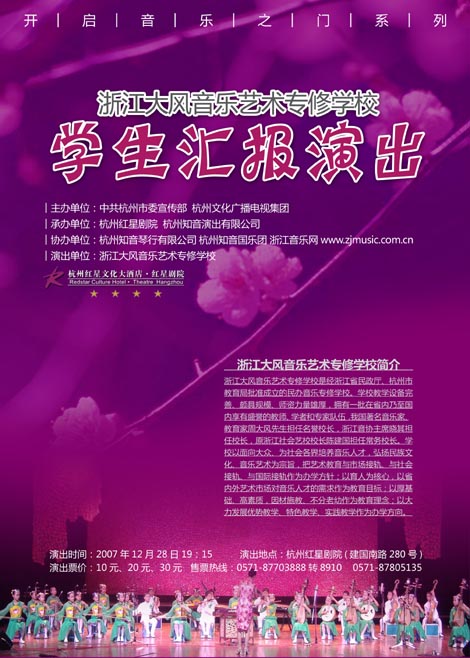 开启音乐之门系列
浙江大风音乐艺术专修学校
学生汇报演出
主办单位：中共杭州市委宣传部 杭州文化广播电视集团
承办单位：杭州红星剧院 杭州知音演出有限公司
协办单位：杭州知音琴行有限公司 杭州知音国乐团 浙江音乐网 www.zjmusic.com.cn
演出单位：浙江大风音乐艺术专修学校
杭州红星文化大酒店·红星剧院
Redstar Culture Hotel · Theatre Hangzhou
浙江大风音乐艺术专修学校简介
浙江大风音乐艺术专修学校是经浙江省民政厅、杭州市
教育局批准成立的民办音乐专修学校。学校教学设备完
善、颇具规模、师资力量雄厚，拥有一批在省内乃至国
内享有盛誉的教师、学者和专家队伍，我国著名音乐家、
教育家周大风先生担任名誉校长，浙江音协主席骆其担
任校长，原浙江社会艺校校长陈建国担任常务校长。学
校以面向大众、为社会各界培养音乐人才，弘扬民族文
化、音乐艺术为宗旨，把艺术教育与市场接轨、与社会
接轨、与国际接轨作为办学方针；以育人为核心，以省
内外艺术市场对音乐人才的需求作为教育目标；以厚基
础、高素质，因材施教、不分老幼作为教育理念；以大
力发展优势教学、特色教学、实践教学作为办学方向。
演出时间：2007 年 12 月 28 日 19：15 演出地点：杭州红星剧院 ( 建国南路 280 号 )
演出票价：10 元、20 元、30 元 售票热线：0571-87703888 转 8910 0571-87805135